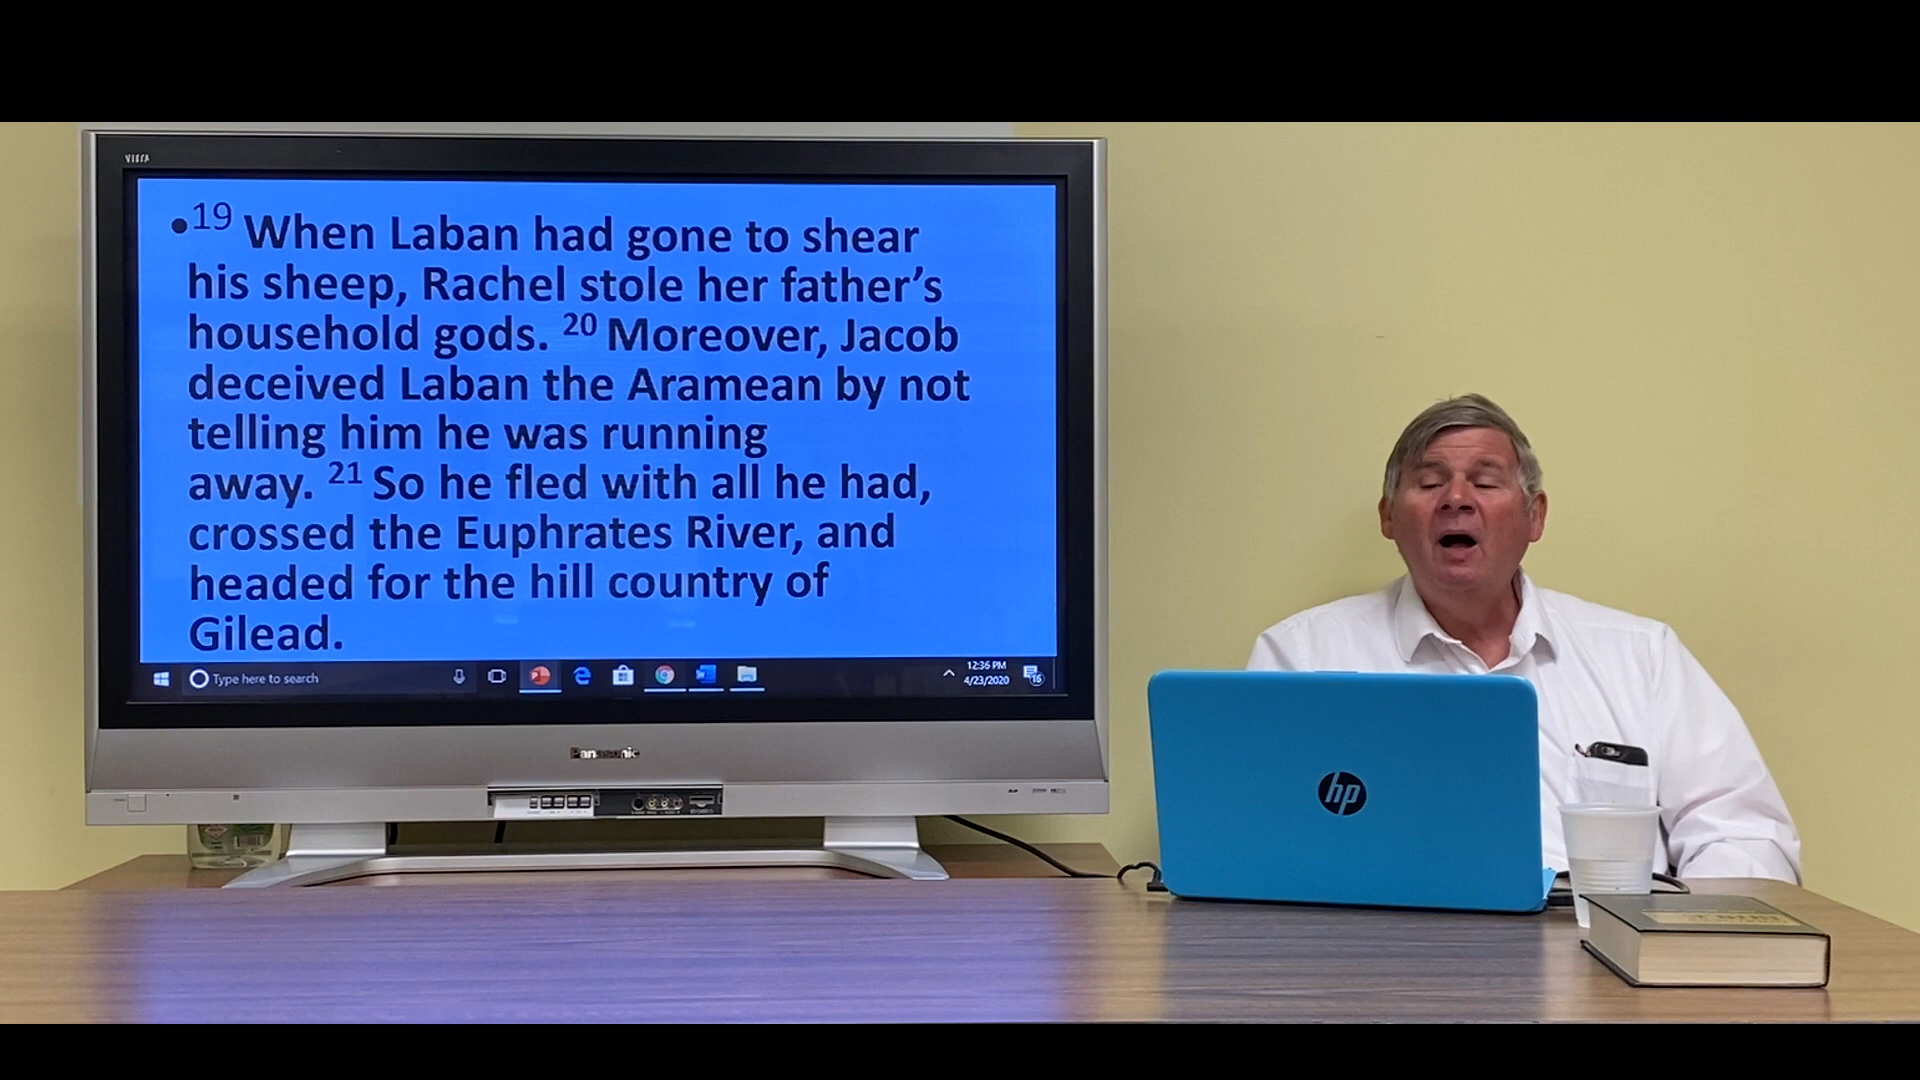 VIERA
•19 When Laban had gone to shear
his sheep, Rachel stole her father’s
household gods. 20 Moreover, Jacob
deceived Laban the Aramean by not
telling him he was running
away. 21 So he fled with all he had,
crossed the Euphrates River, and
headed for the hill country of
Gilead.
Type here to search
12:36 PM
4/23/2020
16
Panasonic
hp